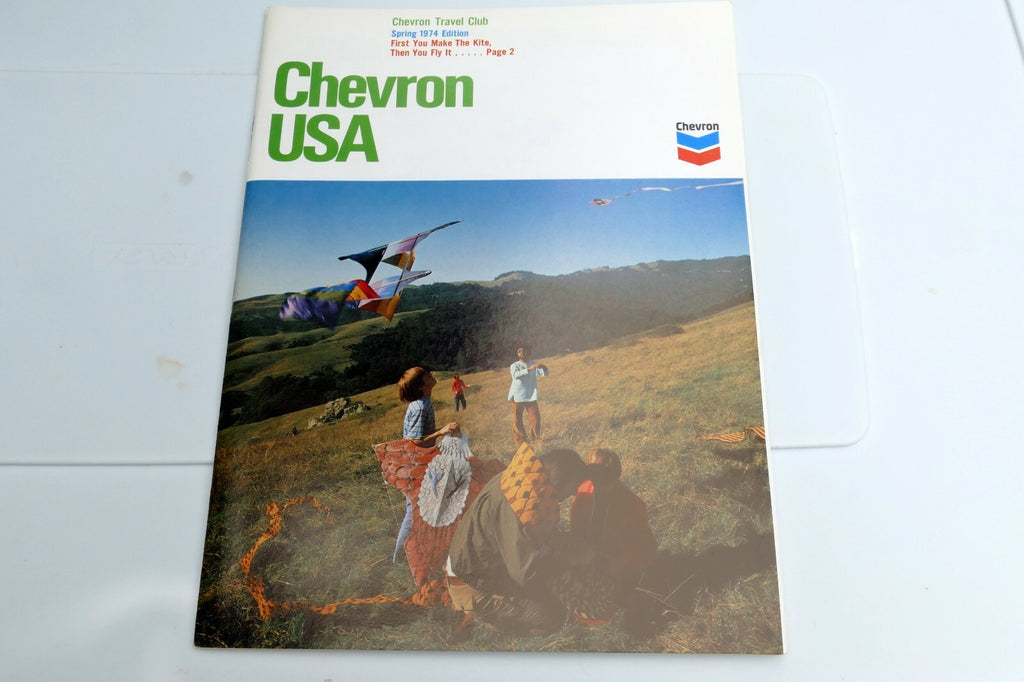 Chevron Travel Club
Spring 1974 Edition
First You Make The Kite,
Then You Fly It . . . . . Page 2
Chevron
USA
Chevron